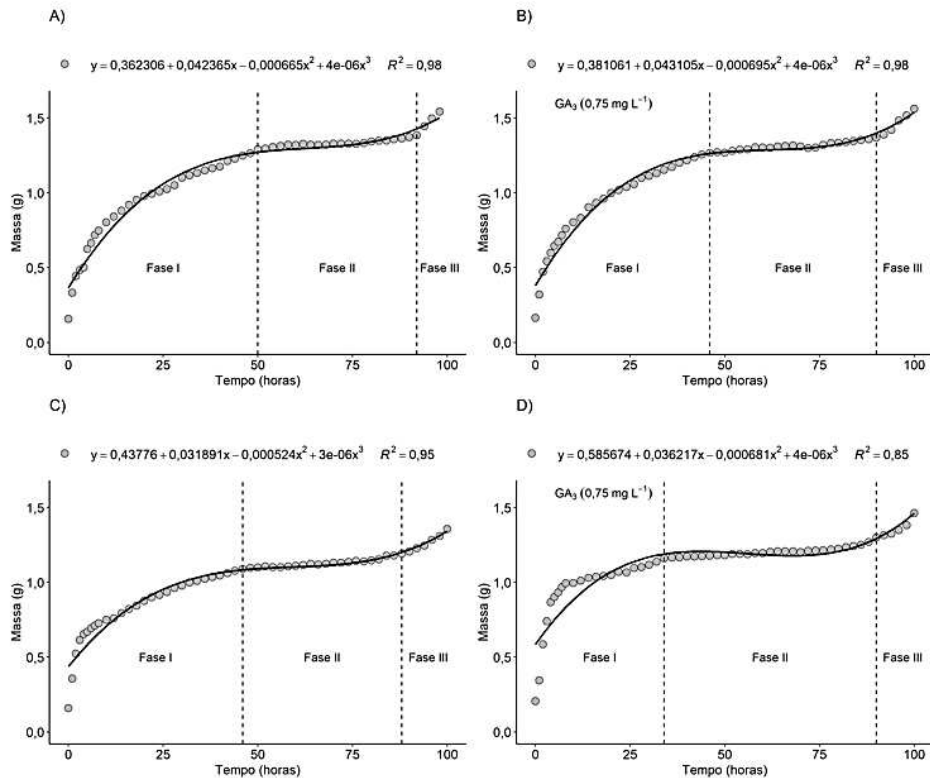 A)
y = 0,362306 + 0,042365x − 0,000665x² + 4e-06x³ R² = 0,98
Massa (g)
1,5
1,0
0,5
0,0
Fase I
Fase II
Fase III
0
25
50
75
100
Tempo (horas)
B)
y = 0,381061 + 0,043105x − 0,000695x² + 4e-06x³ R² = 0,98
GA₃ (0,75 mg L⁻¹)
Massa (g)
1,5
1,0
0,5
0,0
Fase I
Fase II
Fase III
0
25
50
75
100
Tempo (horas)
C)
y = 0,43776 + 0,031891x − 0,000524x² + 3e-06x³ R² = 0,95
Massa (g)
1,5
1,0
0,5
0,0
Fase I
Fase II
Fase III
0
25
50
75
100
Tempo (horas)
D)
y = 0,585674 + 0,036217x − 0,000681x² + 4e-06x³ R² = 0,85
GA₃ (0,75 mg L⁻¹)
Massa (g)
1,5
1,0
0,5
0,0
Fase I
Fase II
Fase III
0
25
50
75
100
Tempo (horas)